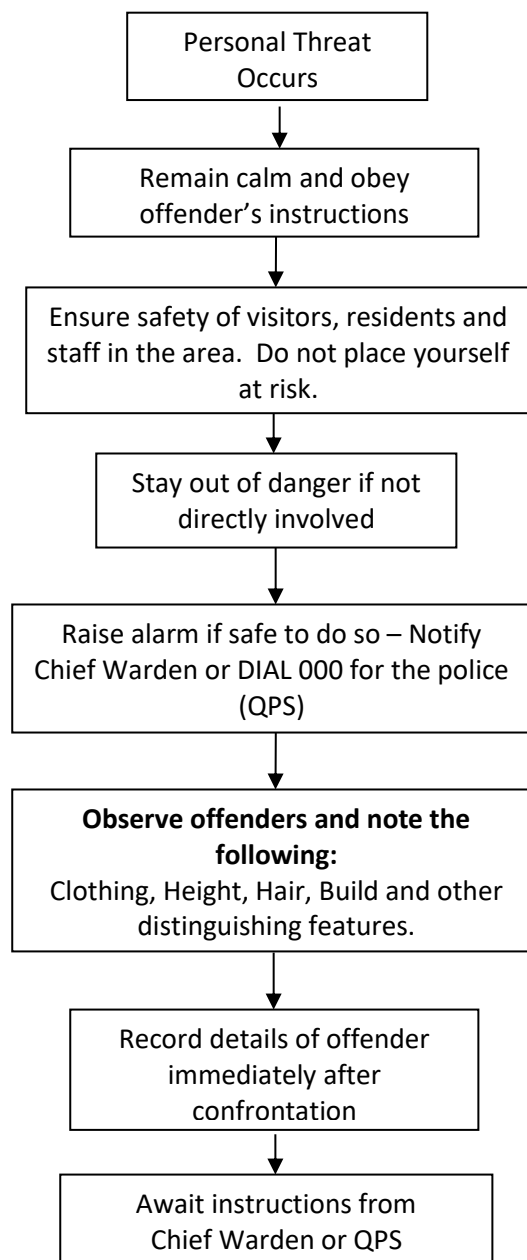 Personal Threat
Occurs
Remain calm and obey
offender’s instructions
Ensure safety of visitors, residents and
staff in the area.  Do not place yourself
at risk.
Stay out of danger if not
directly involved
Raise alarm if safe to do so – Notify
Chief Warden or DIAL 000 for the police
(QPS)
Observe offenders and note the
following:
Clothing, Height, Hair, Build and other
distinguishing features.
Record details of offender
immediately after
confrontation
Await instructions from
Chief Warden or QPS